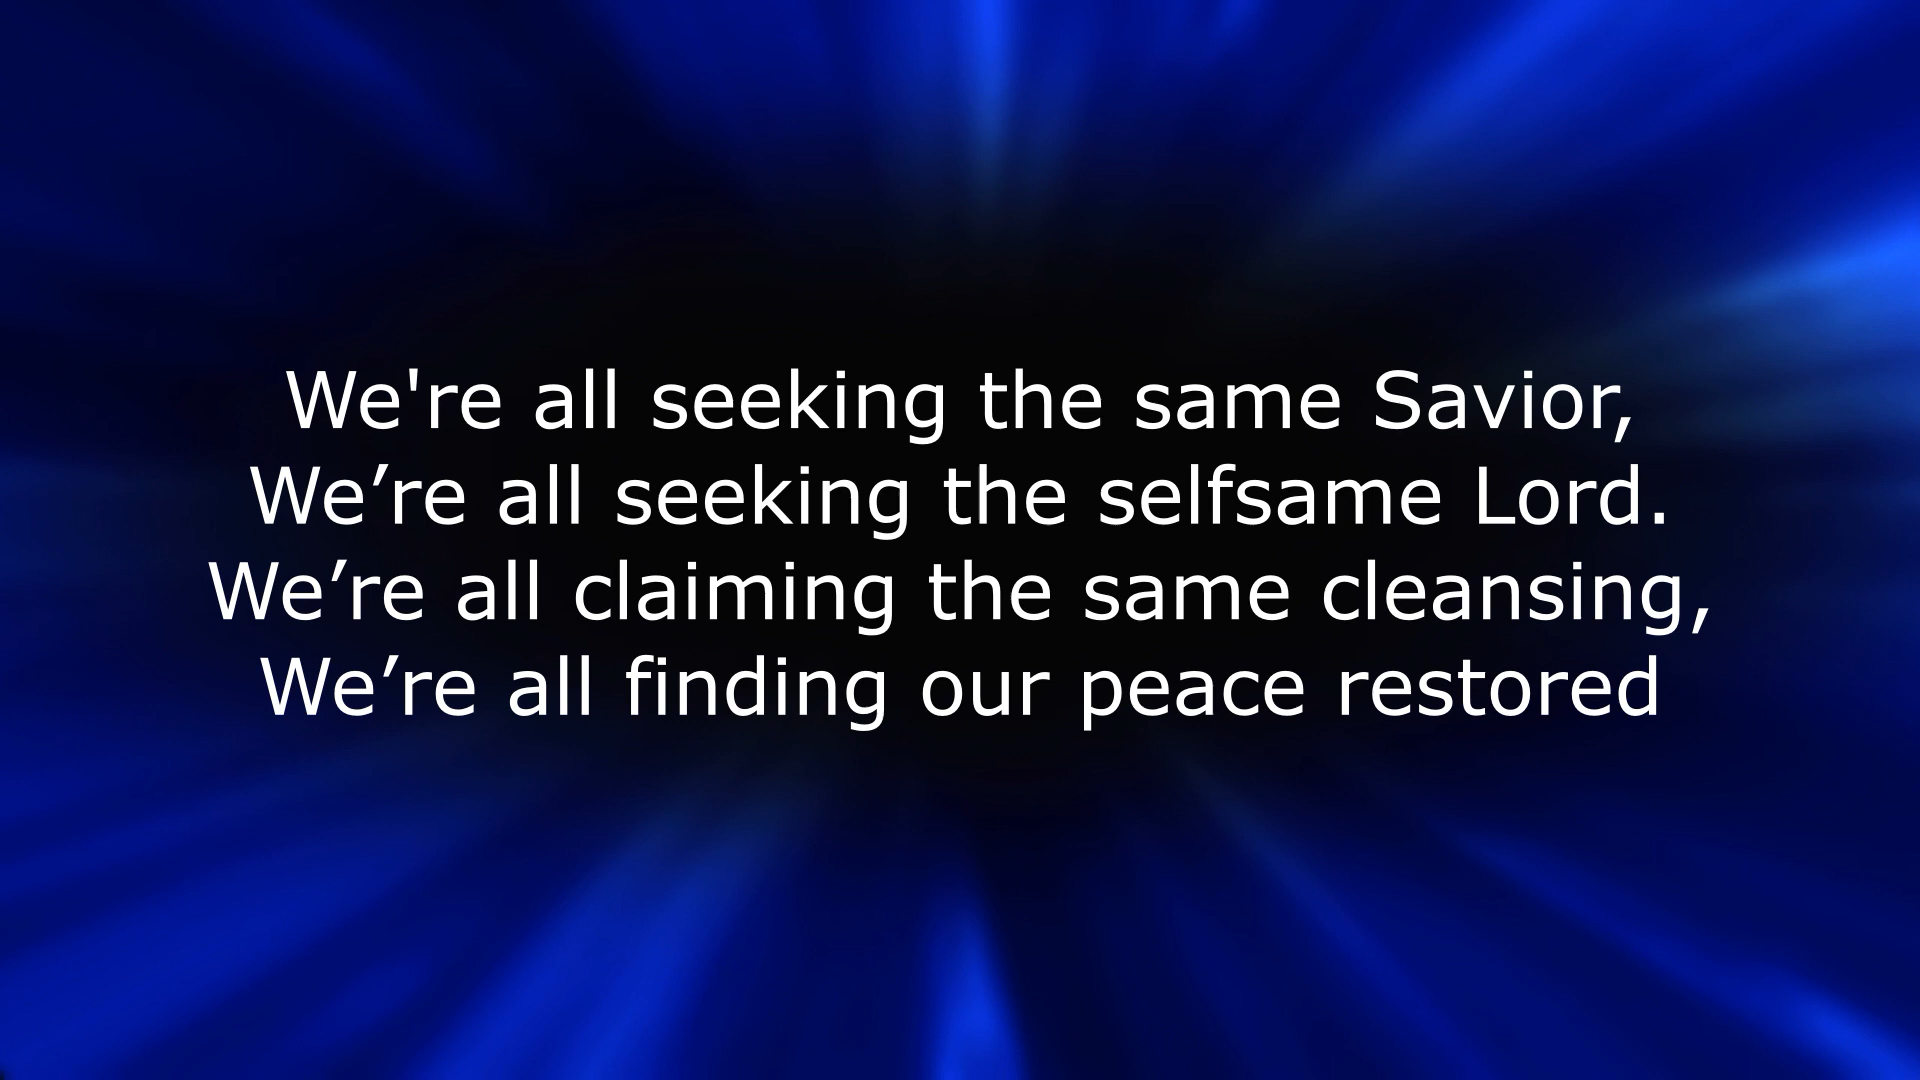 We're all seeking the same Savior,
We’re all seeking the selfsame Lord.
We’re all claiming the same cleansing,
We’re all finding our peace restored